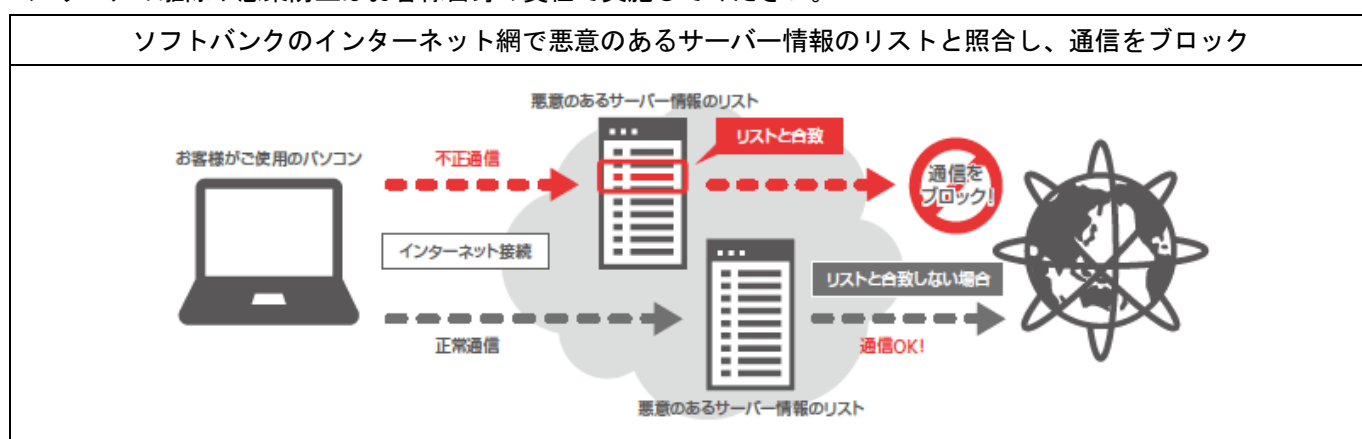 ソフトバンクのインターネット網で悪意のあるサーバー情報のリストと照合し、通信をブロック
悪意のあるサーバー情報のリスト
リストと合致
お客様がご使用のパソコン
不正通信
通信を
ブロック!
インターネット接続
リストと合致しない場合
正常通信
通信OK!
悪意のあるサーバー情報のリスト